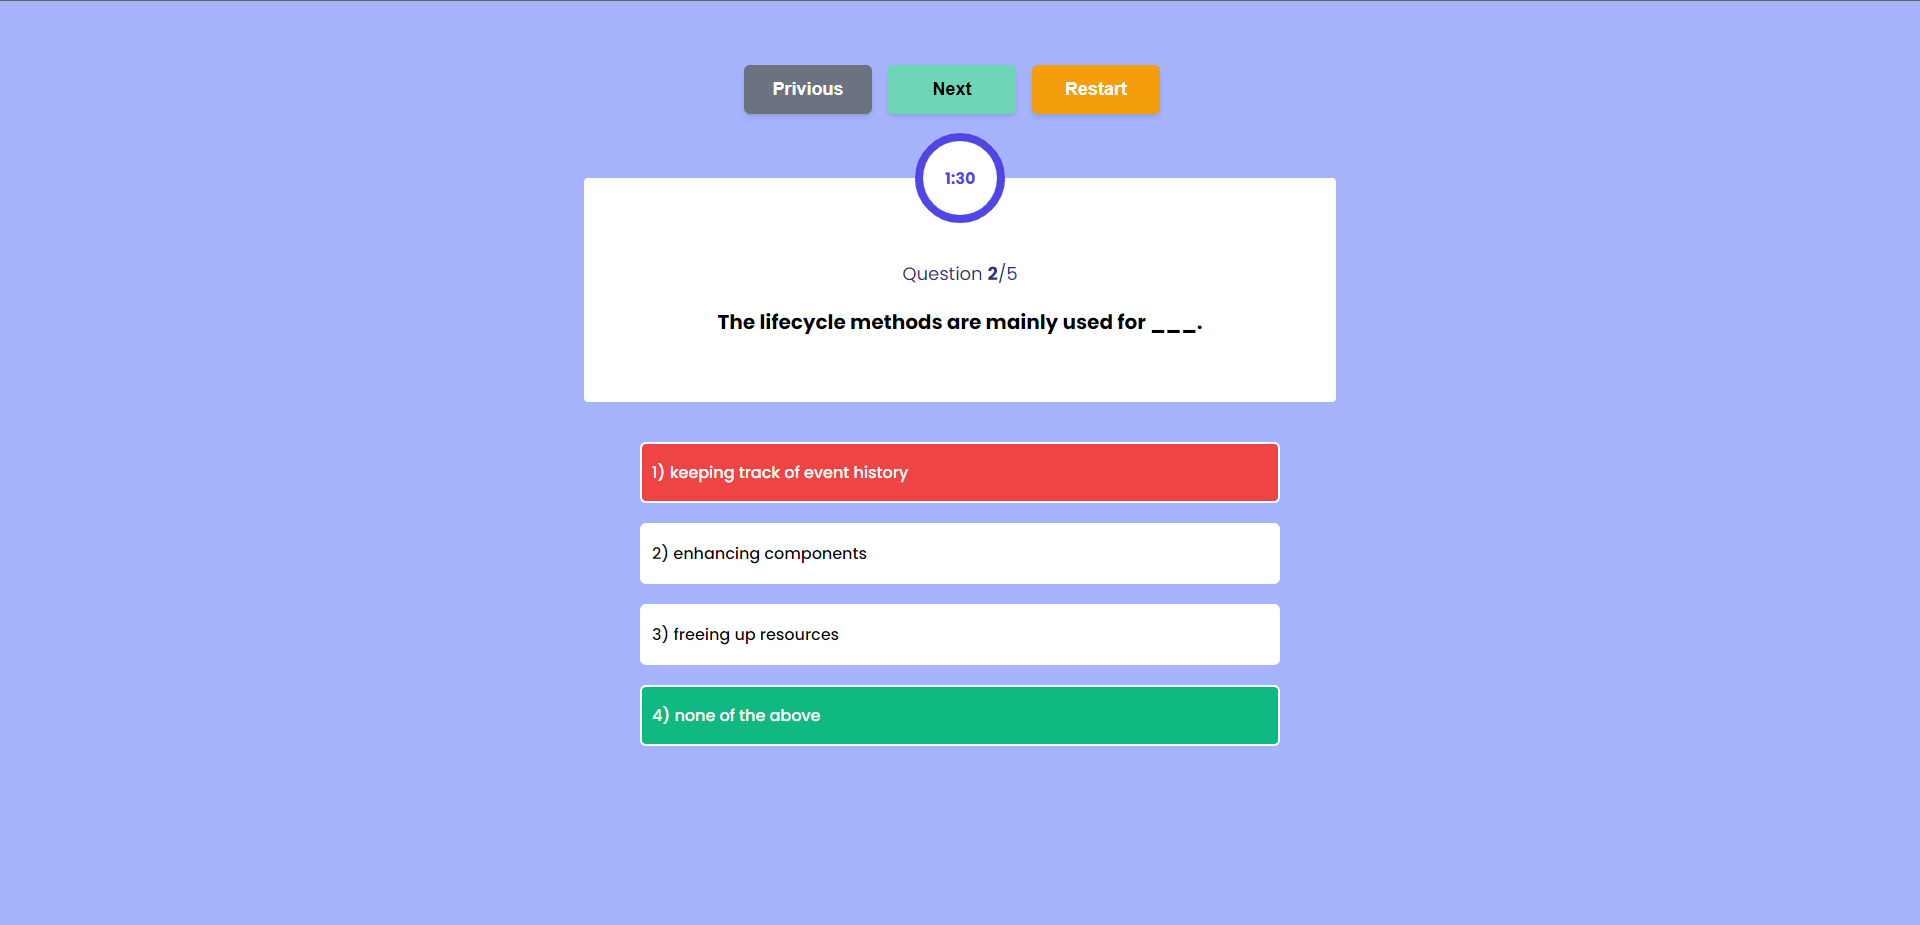 Privious
Next
Restart
1:30
Question 2/5
The lifecycle methods are mainly used for ___.
1) keeping track of event history
2) enhancing components
3) freeing up resources
4) none of the above